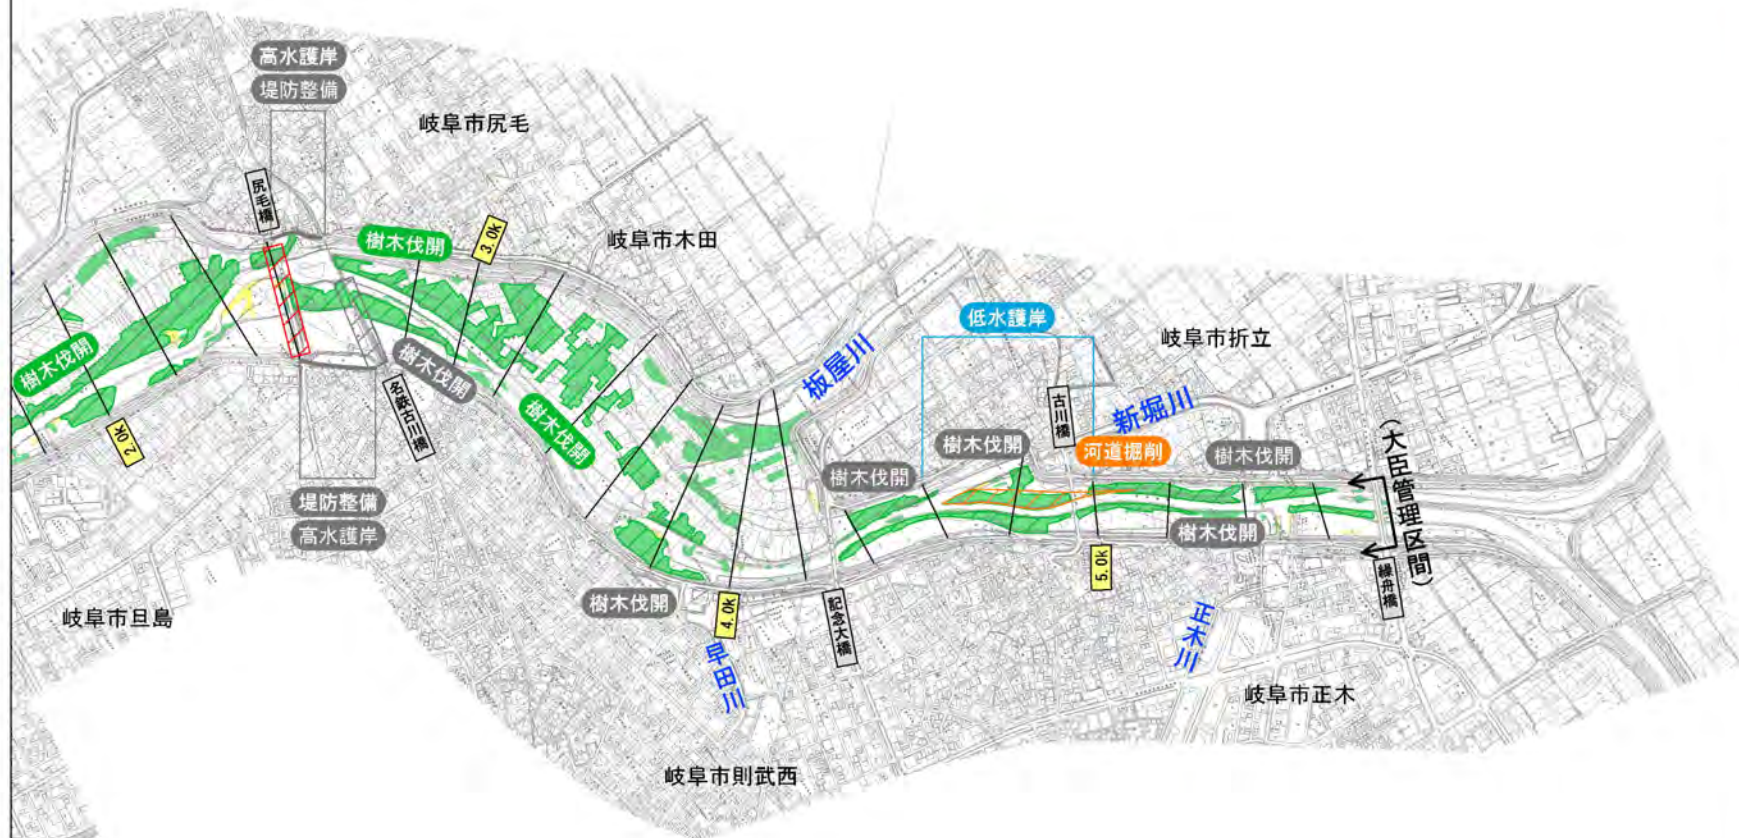 高水護岸
堤防整備
岐阜市尻毛
尻毛橋
樹木伐開
3.0k
岐阜市木田
樹木伐開
2.0k
樹木伐開
名鉄古川橋
樹木伐開
堤防整備
高水護岸
岐阜市旦島
板屋川
低水護岸
岐阜市折立
古川橋
新堀川
樹木伐開
河道掘削
樹木伐開
樹木伐開
(大臣管理区間)
樹木伐開
繰舟橋
5.0k
樹木伐開
4.0k
記念大橋
早田川
正木川
岐阜市正木
岐阜市則武西